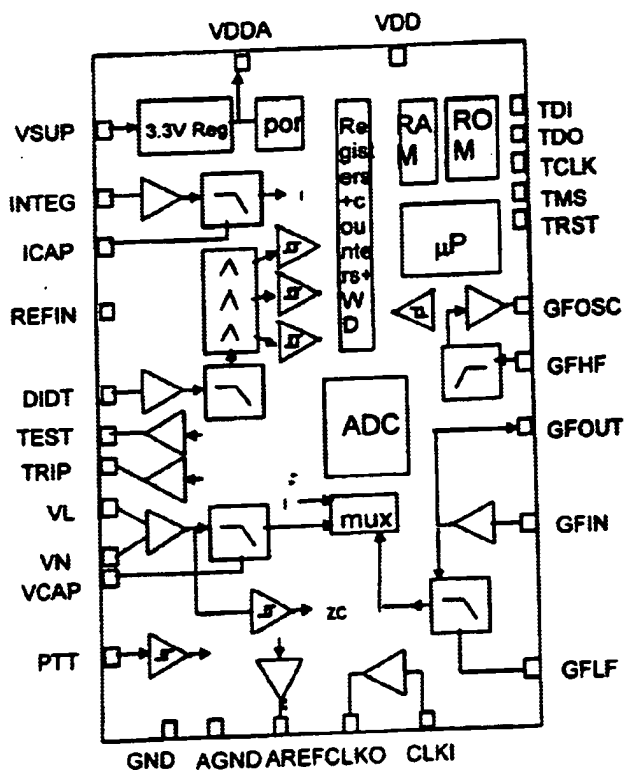 VDDA
VDD
VSUP
3.3V Reg
por
Re
gist
ers
+c
ou
nte
rs+
W
D
RA
M
RO
M
TDI
TDO
TCLK
TMS
TRST
INTEG
I
ICAP
µP
REFIN
GFOSC
GFHF
DIDT
TEST
TRIP
ADC
GFOUT
VL
VN
VCAP
I
mux
GFIN
ZC
PTT
GFLF
GND
AGND
AREF
CLKO
CLKI